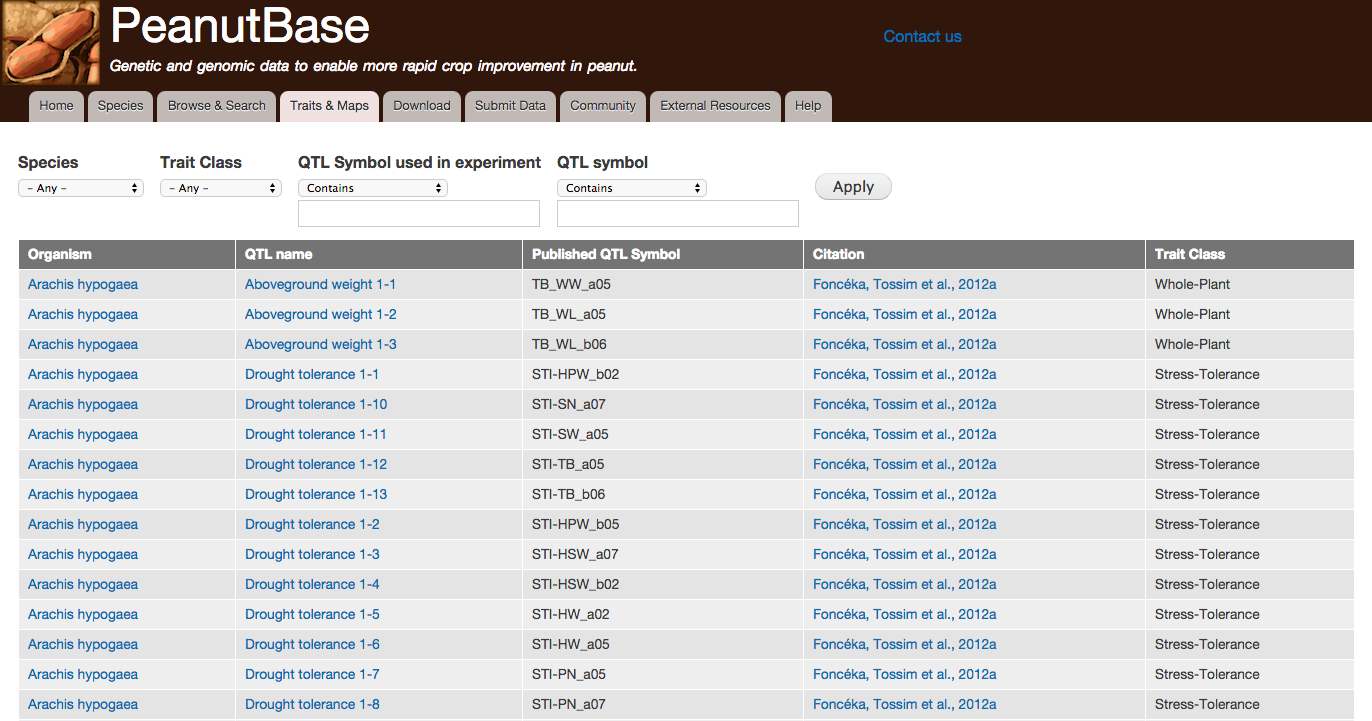 PeanutBase
Contact us
Genetic and genomic data to enable more rapid crop improvement in peanut.
Home Species Browse & Search Traits & Maps Download Submit Data Community External Resources Help
Species Trait Class QTL Symbol used in experiment QTL symbol
- Any - - Any - Contains Contains Apply
Organism QTL name Published QTL Symbol Citation Trait Class
Arachis hypogaea Aboveground weight 1-1 TB_WW_a05 Foncéka, Tossim et al., 2012a Whole-Plant
Arachis hypogaea Aboveground weight 1-2 TB_WL_a05 Foncéka, Tossim et al., 2012a Whole-Plant
Arachis hypogaea Aboveground weight 1-3 TB_WL_b06 Foncéka, Tossim et al., 2012a Whole-Plant
Arachis hypogaea Drought tolerance 1-1 STI-HPW_b02 Foncéka, Tossim et al., 2012a Stress-Tolerance
Arachis hypogaea Drought tolerance 1-10 STI-SN_a07 Foncéka, Tossim et al., 2012a Stress-Tolerance
Arachis hypogaea Drought tolerance 1-11 STI-SW_a05 Foncéka, Tossim et al., 2012a Stress-Tolerance
Arachis hypogaea Drought tolerance 1-12 STI-TB_a05 Foncéka, Tossim et al., 2012a Stress-Tolerance
Arachis hypogaea Drought tolerance 1-13 STI-TB_b06 Foncéka, Tossim et al., 2012a Stress-Tolerance
Arachis hypogaea Drought tolerance 1-2 STI-HPW_b05 Foncéka, Tossim et al., 2012a Stress-Tolerance
Arachis hypogaea Drought tolerance 1-3 STI-HSW_a07 Foncéka, Tossim et al., 2012a Stress-Tolerance
Arachis hypogaea Drought tolerance 1-4 STI-HSW_b02 Foncéka, Tossim et al., 2012a Stress-Tolerance
Arachis hypogaea Drought tolerance 1-5 STI-HW_a02 Foncéka, Tossim et al., 2012a Stress-Tolerance
Arachis hypogaea Drought tolerance 1-6 STI-HW_a05 Foncéka, Tossim et al., 2012a Stress-Tolerance
Arachis hypogaea Drought tolerance 1-7 STI-PN_a05 Foncéka, Tossim et al., 2012a Stress-Tolerance
Arachis hypogaea Drought tolerance 1-8 STI-PN_a07 Foncéka, Tossim et al., 2012a Stress-Tolerance